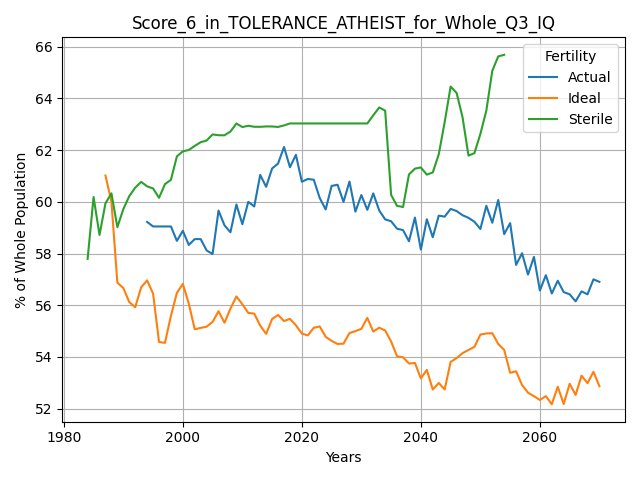 Score_6_in_TOLERANCE_ATHEIST_for_Whole_Q3_IQ
Fertility
Actual
Ideal
Sterile
% of Whole Population
66
64
62
60
58
56
54
52
1980
2000
2020
2040
2060
Years